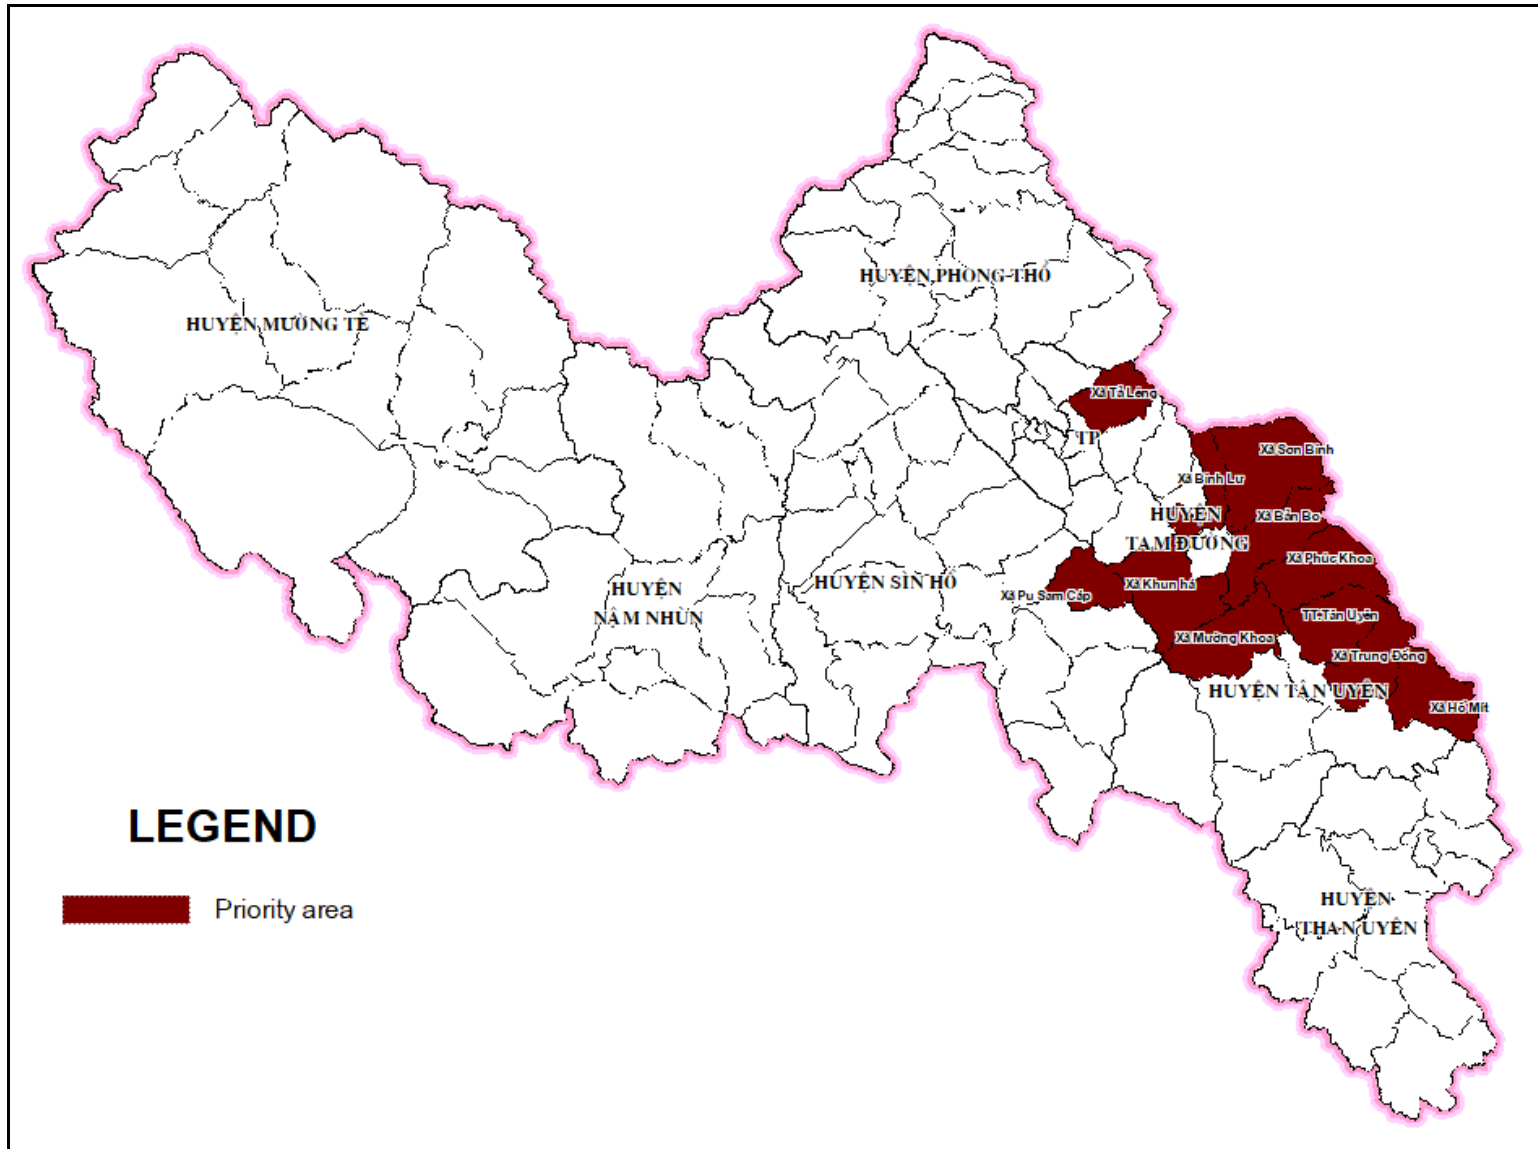 HUYỆN PHONG THỔ
HUYỆN MƯỜNG TÈ
Xã Tả Lèng
TP
Xã Sơn Bình
Xã Bình Lư
HUYỆN
TAM ĐƯỜNG
Xã Bản Bo
Xã Phúc Khoa
HUYỆN SÌN HỒ
Xã Pu Sam Cáp
Xã Khun há
HUYỆN
NẬM NHÙN
TT.Tân Uyên
Xã Mường Khoa
Xã Trung Đồng
HUYỆN TÂN UYÊN
Xã Hố Mít
LEGEND
Priority area
HUYỆN
THAN UYÊN